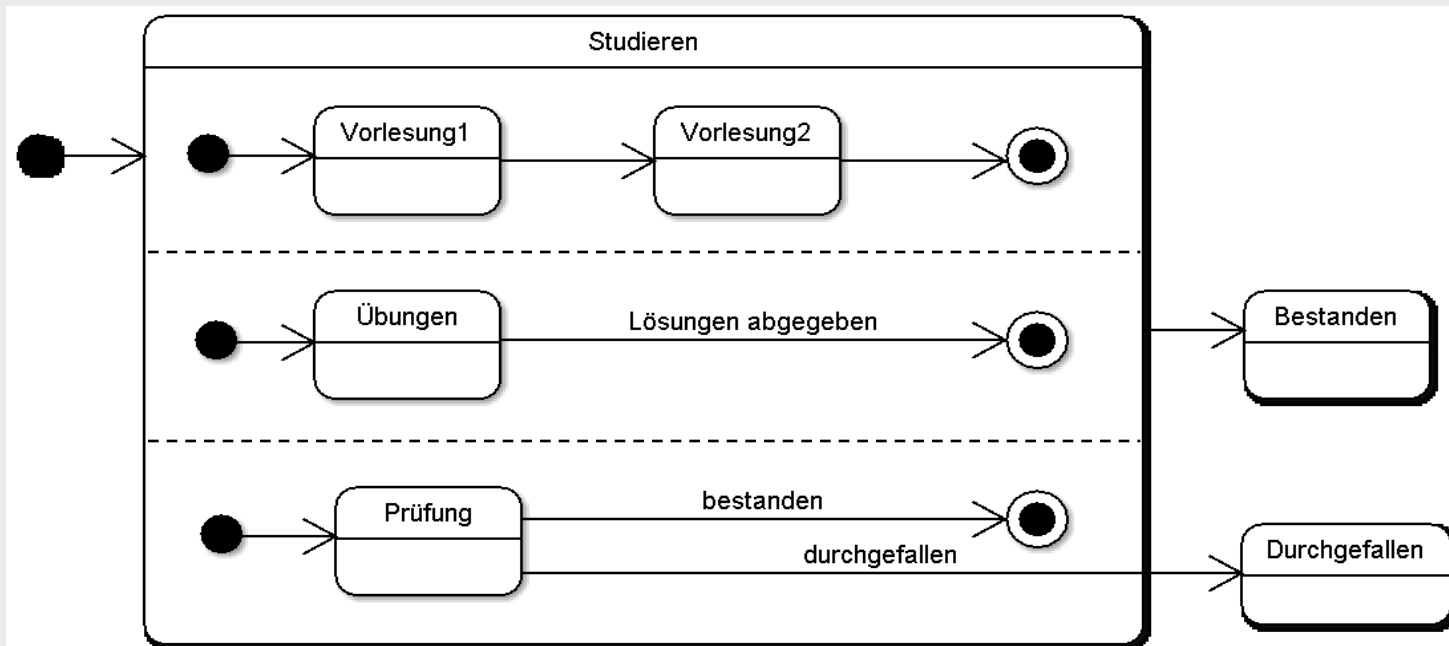 Studieren
Vorlesung1
Vorlesung2
Übungen
Lösungen abgegeben
Bestanden
Prüfung
bestanden
durchgefallen
Durchgefallen